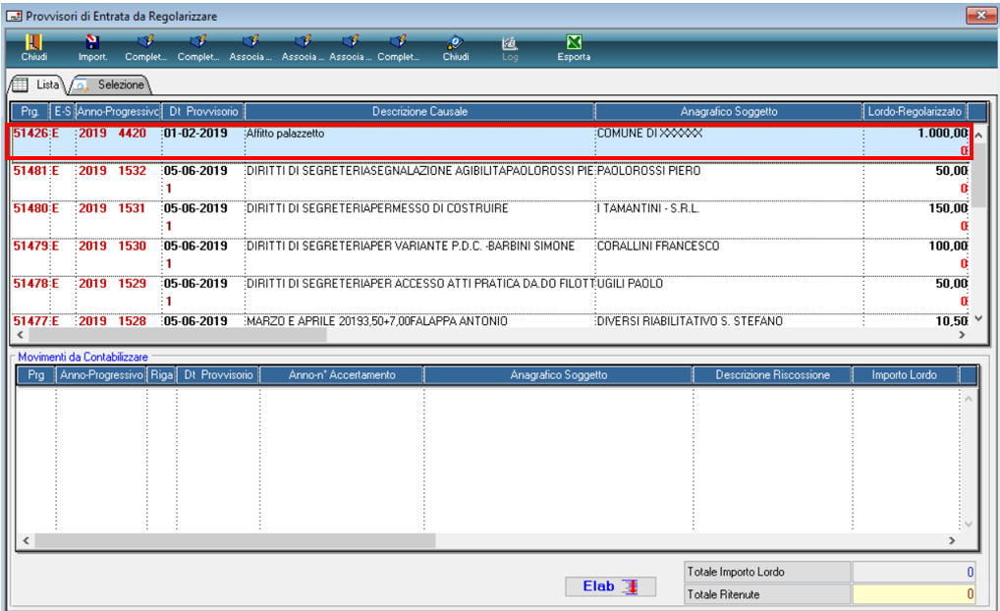 Provvisori di Entrata da Regolarizzare
Chiudi Import. Complet... Complet... Associa ... Associa ... Associa ... Complet... Chiudi Log Esporta
Lista Selezione
Prg. E-S Anno-Progressivo Dt Provvisorio Descrizione Causale Anagrafico Soggetto Lordo-Regolarizzato
51426 E 2019 4420 01-02-2019 Affitto palazzetto COMUNE DI XXXXXX 1.000,00
0
51481 E 2019 1532 05-06-2019 DIRITTI DI SEGRETERIASEGNALAZIONE AGIBILITAPAOLOROSSI PIE PAOLOROSSI PIERO 50,00
1 0
51480 E 2019 1531 05-06-2019 DIRITTI DI SEGRETERIAPERMESSO DI COSTRUIRE I TAMANTINI - S.R.L. 150,00
1 0
51479 E 2019 1530 05-06-2019 DIRITTI DI SEGRETERIAPER VARIANTE P.D.C. -BARBINI SIMONE CORALLINI FRANCESCO 100,00
1 0
51478 E 2019 1529 05-06-2019 DIRITTI DI SEGRETERIAPER ACCESSO ATTI PRATICA DA.DO FILOTT UGILI PAOLO 50,00
1 0
51477 E 2019 1528 05-06-2019 MARZO E APRILE 20193,50+7,00FALAPPA ANTONIO DIVERSI RIABILITATIVO S. STEFANO 10,50
Movimenti da Contabilizzare
Prg Anno-Progressivo Riga Dt Provvisorio Anno-n° Accertamento Anagrafico Soggetto Descrizione Riscossione Importo Lordo
Totale Importo Lordo 0
Elab
Totale Ritenute 0